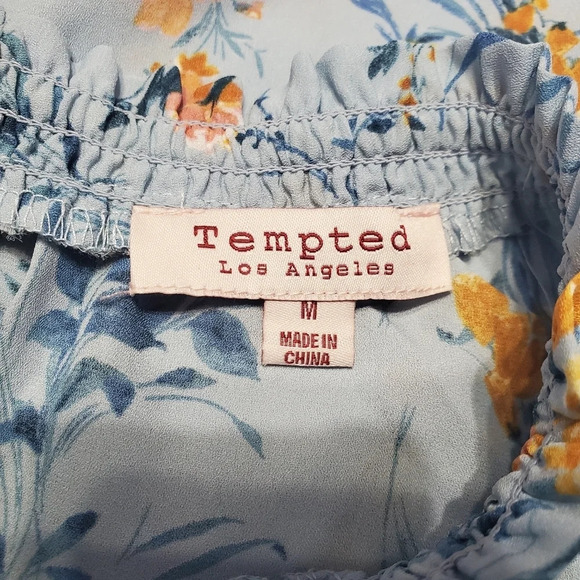 Tempted
Los Angeles
M
MADE IN
CHINA